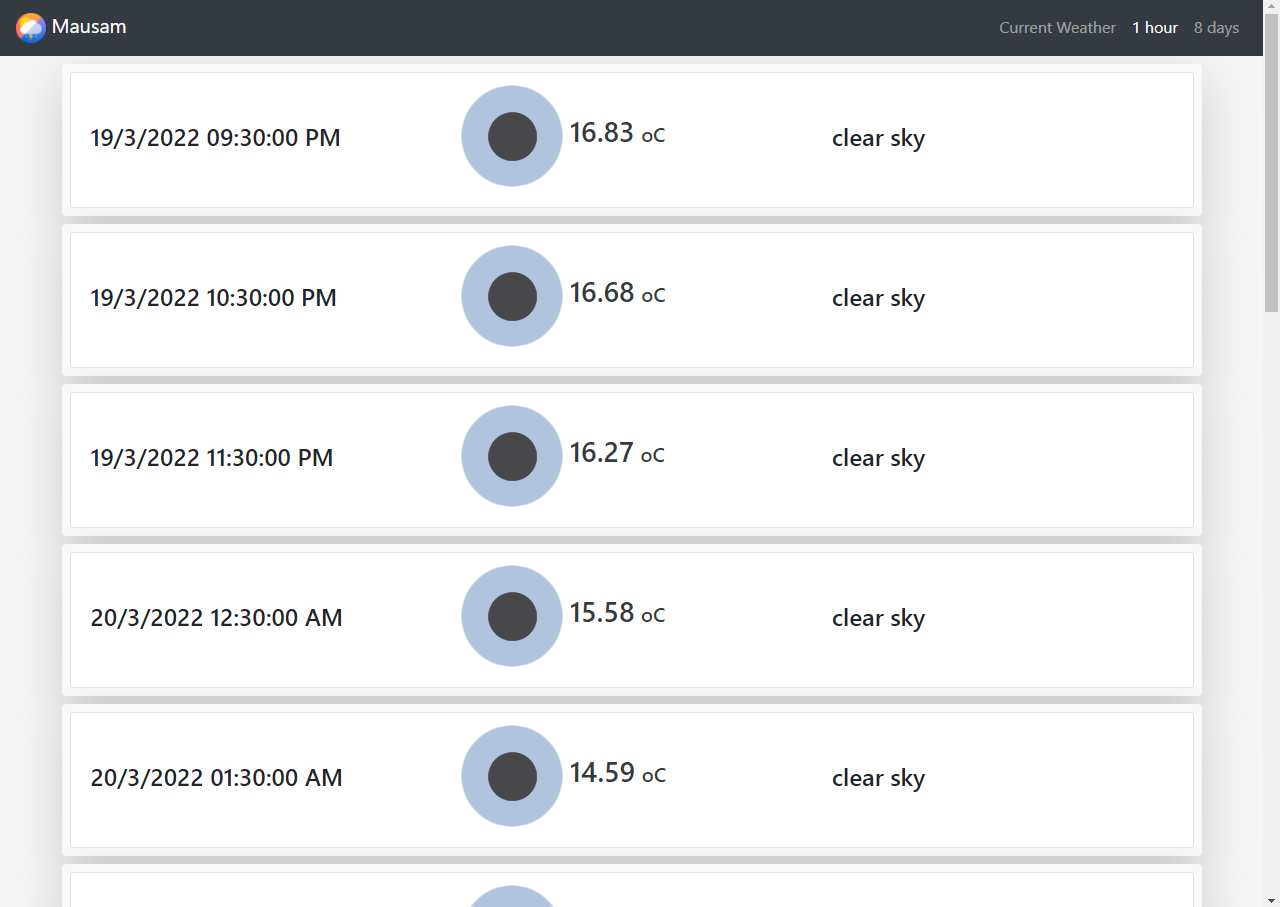 Mausam
Current Weather 1 hour 8 days
19/3/2022 09:30:00 PM 16.83 oC clear sky
19/3/2022 10:30:00 PM 16.68 oC clear sky
19/3/2022 11:30:00 PM 16.27 oC clear sky
20/3/2022 12:30:00 AM 15.58 oC clear sky
20/3/2022 01:30:00 AM 14.59 oC clear sky